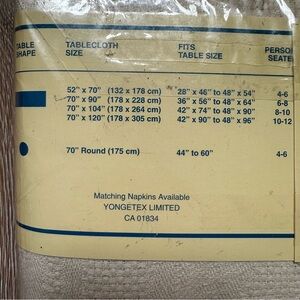 TABLE SHAPE TABLECLOTH SIZE FITS TABLE SIZE PERSON SEATE
52" x 70" (132 x 178 cm) 28" x 46" to 48" x 54" 4-6
70" x 90" (178 x 228 cm) 36" x 56" to 48" x 64" 6-8
70" x 104" (178 x 264 cm) 42" x 74" to 48" x 90" 8-10
70" x 120" (178 x 305 cm) 42" x 90" to 48" x 96" 10-12
70" Round (175 cm) 44" to 60" 4-6
Matching Napkins Available
YONGETEX LIMITED
CA 01834